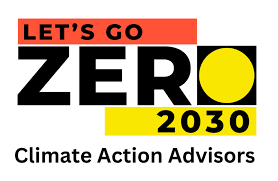 LET'S GO
ZERO
2030
Climate Action Advisors